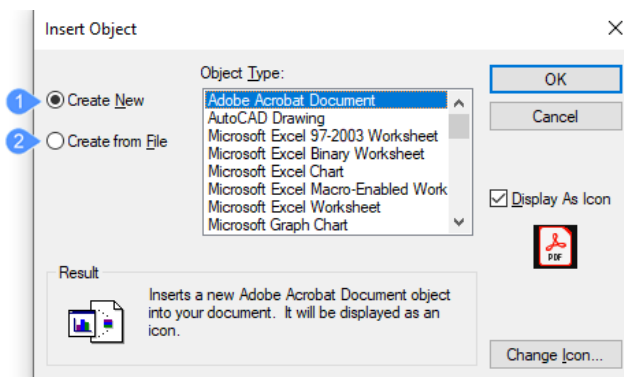 Insert Object
Object Type:
1
Create New
2
Create from File
Adobe Acrobat Document
AutoCAD Drawing
Microsoft Excel 97-2003 Worksheet
Microsoft Excel Binary Worksheet
Microsoft Excel Chart
Microsoft Excel Macro-Enabled Work
Microsoft Excel Worksheet
Microsoft Graph Chart
OK
Cancel
Display As Icon
PDF
Result
Inserts a new Adobe Acrobat Document object
into your document. It will be displayed as an
icon.
Change Icon...